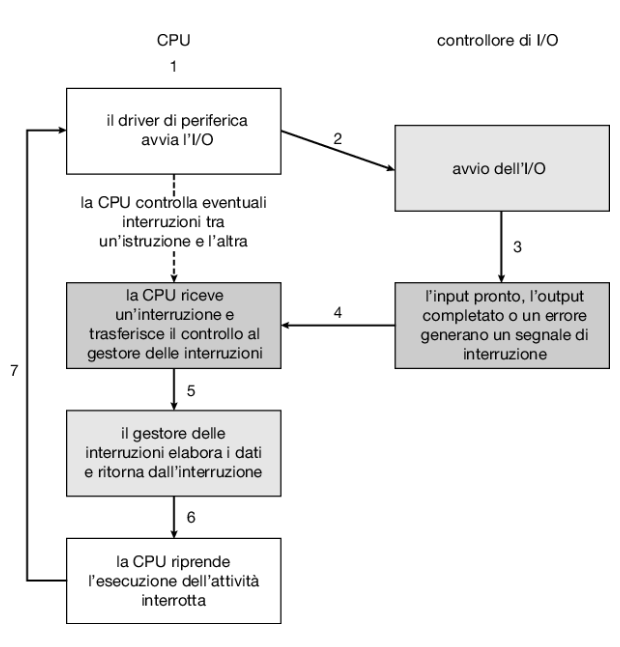 CPU
controllore di I/O
1
il driver di periferica
avvia l'I/O
2
avvio dell'I/O
la CPU controlla eventuali
interruzioni tra
un'istruzione e l'altra
3
la CPU riceve
un'interruzione e
trasferisce il controllo al
gestore delle interruzioni
4
l'input pronto, l'output
completato o un errore
generano un segnale di
interruzione
7
5
il gestore delle
interruzioni elabora i dati
e ritorna dall'interruzione
6
la CPU riprende
l'esecuzione dell'attività
interrotta